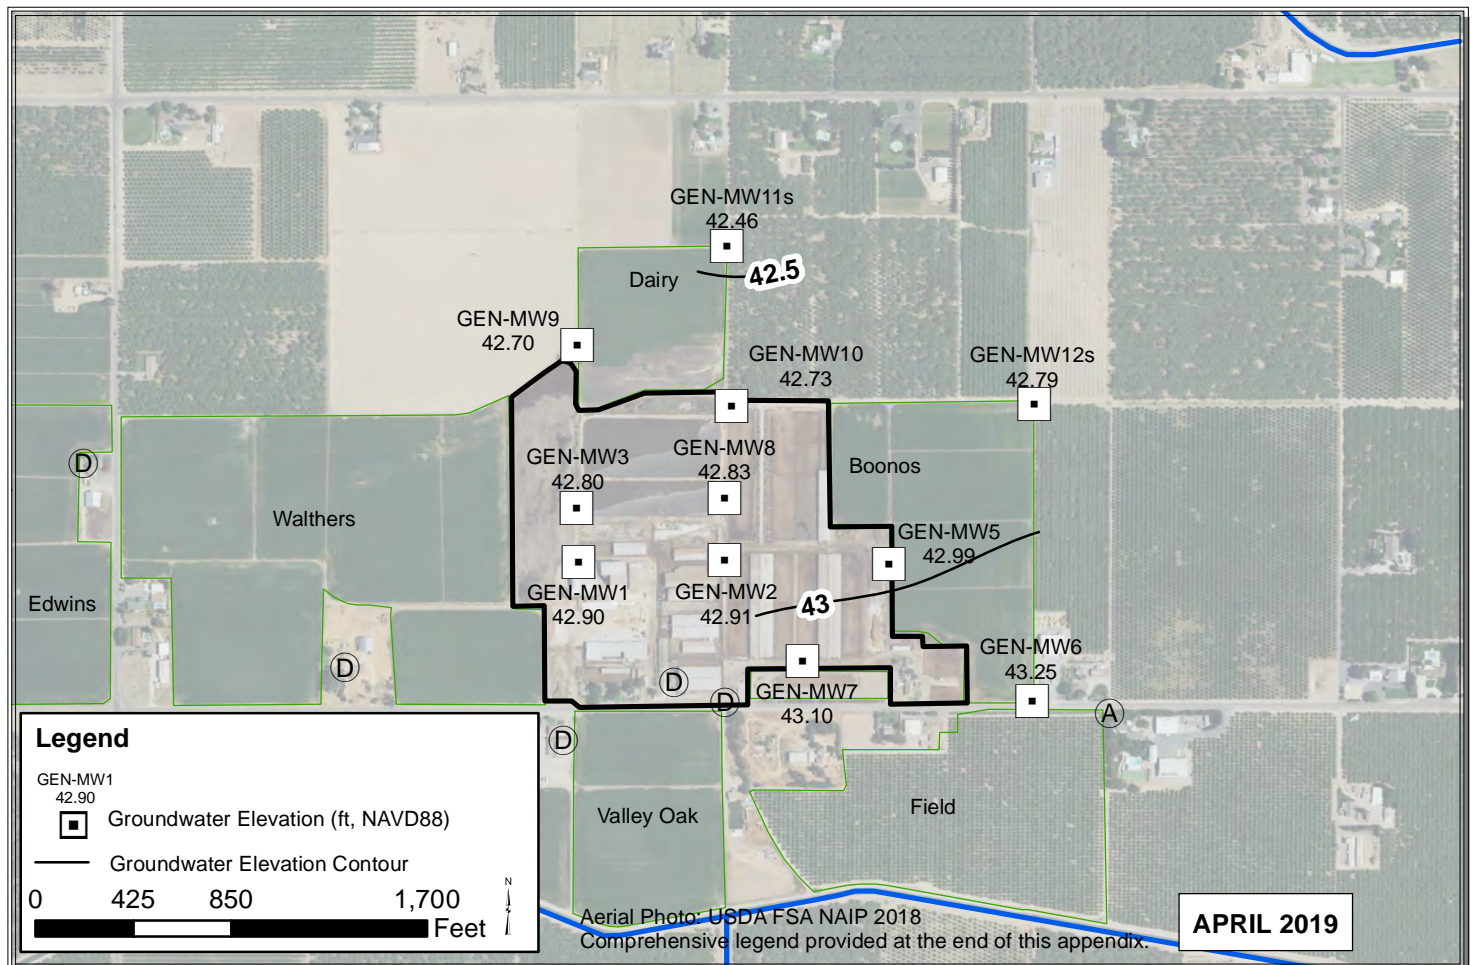 GEN-MW11s
42.46
42.5
Dairy
GEN-MW9
42.70
GEN-MW10
42.73
GEN-MW12s
42.79
GEN-MW3
42.80
GEN-MW8
42.83
Boonos
D
Walthers
GEN-MW5
42.99
Edwins
GEN-MW1
42.90
GEN-MW2
42.91
43
GEN-MW6
43.25
D
D
D
GEN-MW7
43.10
A
D
Valley Oak
Field
Legend
GEN-MW1
42.90
Groundwater Elevation (ft, NAVD88)
Groundwater Elevation Contour
0 425 850 1,700
Feet
N
Aerial Photo: USDA FSA NAIP 2018
Comprehensive legend provided at the end of this appendix.
APRIL 2019